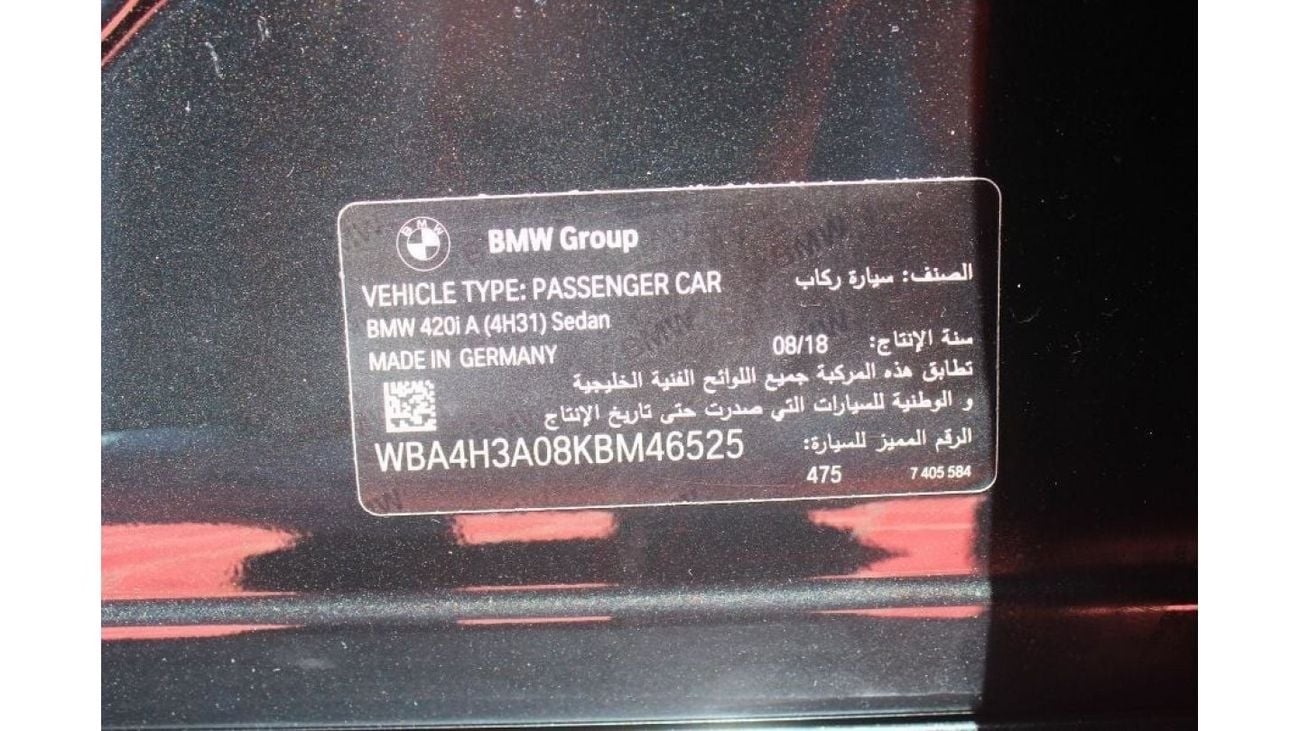 BMW
BMW Group
VEHICLE TYPE: PASSENGER CAR الصنف: سيارة ركاب
BMW 420i A (4H31) Sedan
MADE IN GERMANY 08/18 سنة الإنتاج:
تطابق هذه المركبة جميع اللوائح الفنية الخليجية
و الوطنية للسيارات التي صدرت حتى تاريخ الإنتاج
WBA4H3A08KBM46525 الرقم المميز للسيارة:
475 7 405 584